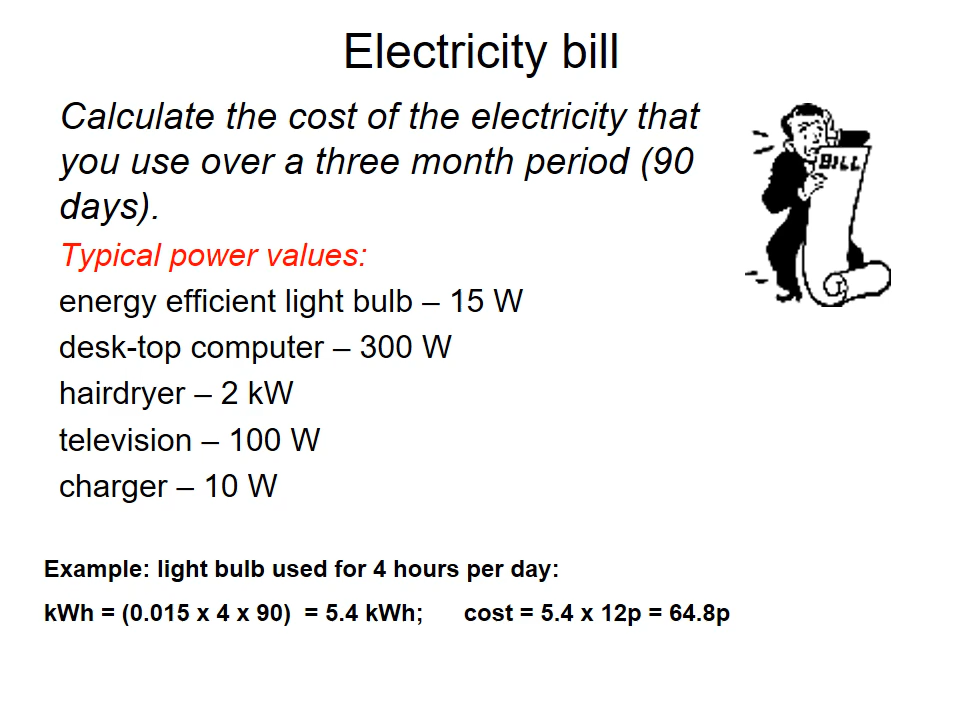 Electricity bill
Calculate the cost of the electricity that
you use over a three month period (90
days).
BILL
Typical power values:
energy efficient light bulb – 15 W
desk-top computer – 300 W
hairdryer – 2 kW
television – 100 W
charger – 10 W
Example: light bulb used for 4 hours per day:
kWh = (0.015 x 4 x 90)  = 5.4 kWh;      cost = 5.4 x 12p = 64.8p